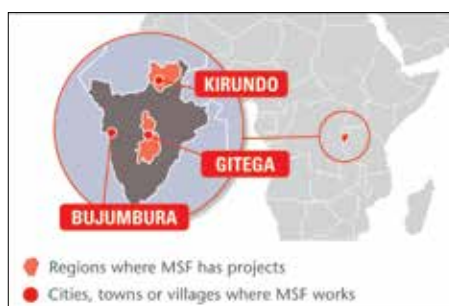 KIRUNDO
GITEGA
BUJUMBURA
Regions where MSF has projects
Cities, towns or villages where MSF works